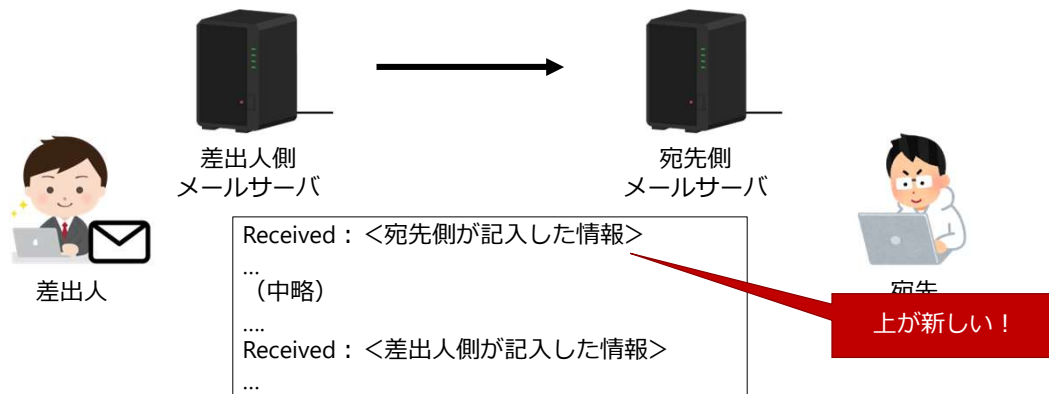 差出人側
メールサーバ
宛先側
メールサーバ
差出人
宛先
Received：＜宛先側が記入した情報＞
…
（中略）
….
Received：＜差出人側が記入した情報＞
…
上が新しい！